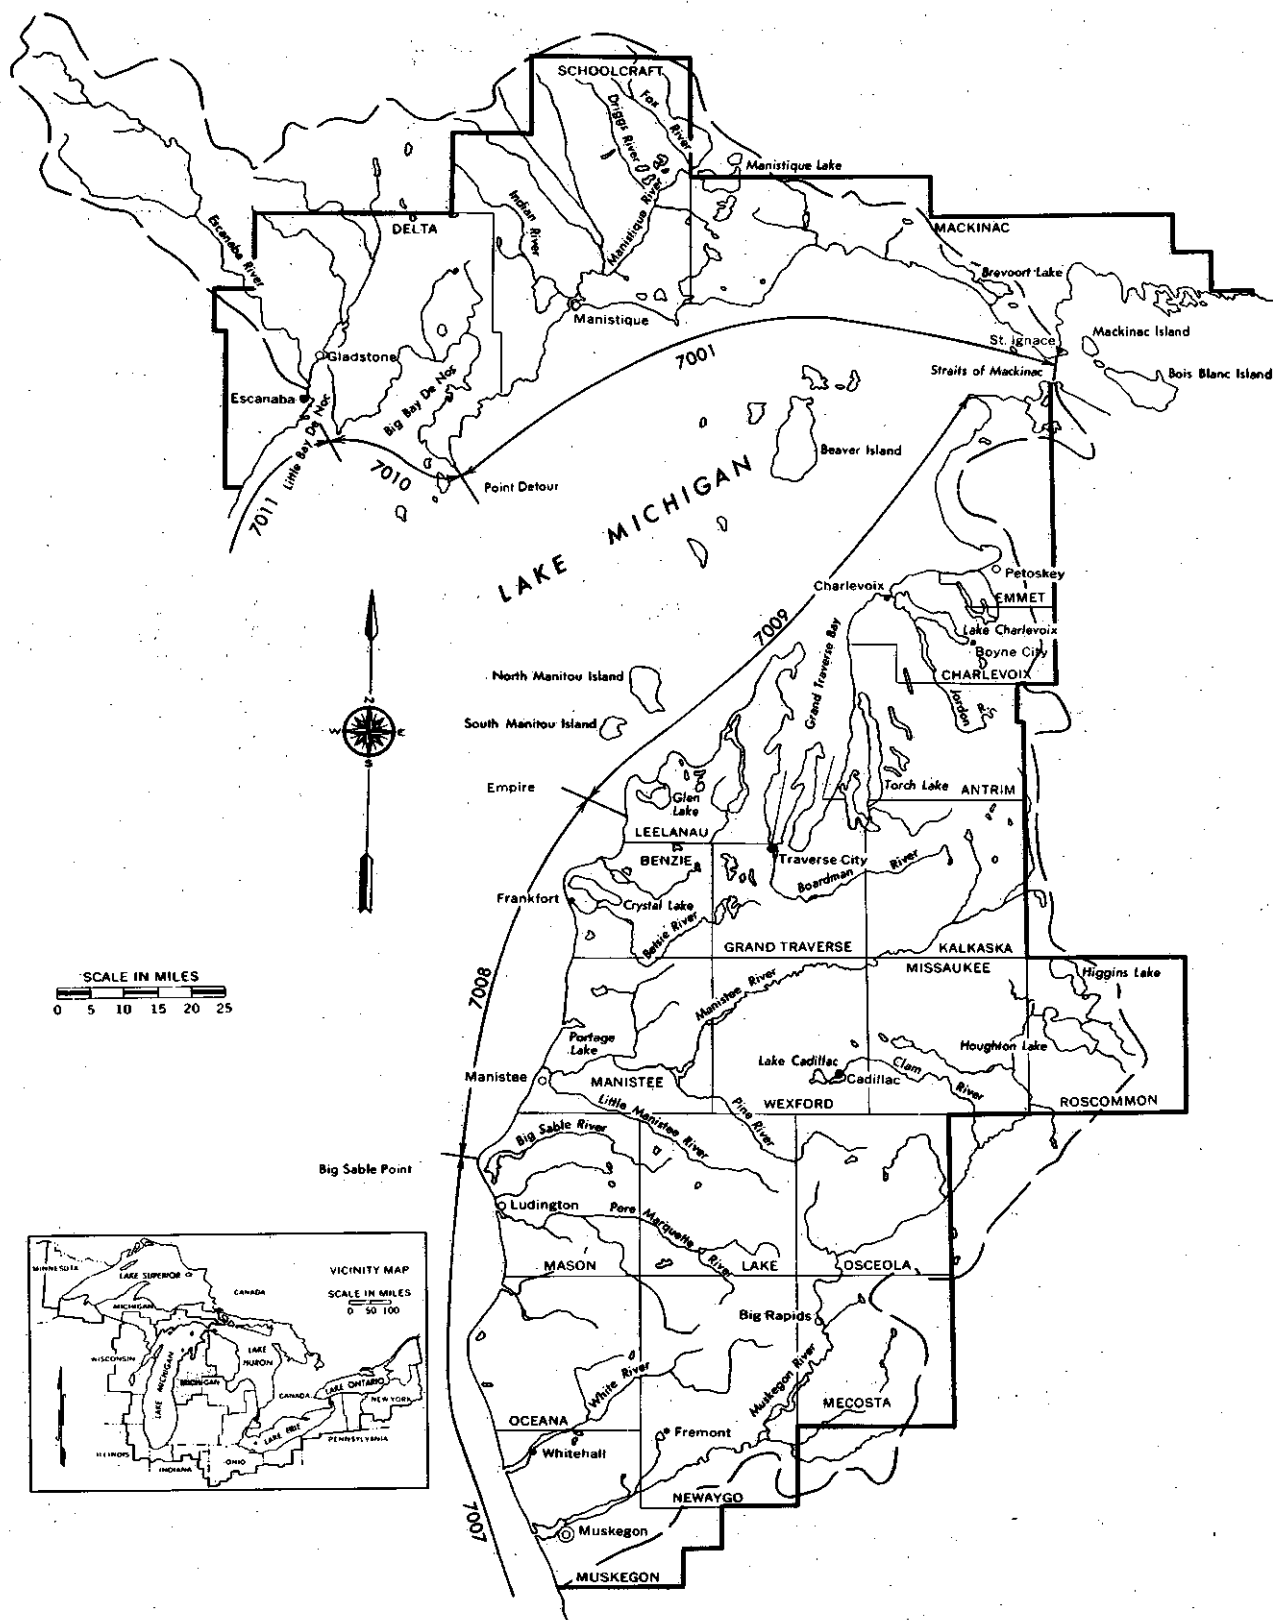 SCHOOLCRAFT
Driggs River
Fox
River
Manistique Lake
Indian
River
Manistique River
DELTA
MACKINAC
Escanaba River
Brevoort Lake
Manistique
Mackinac Island
St. Ignace
Gladstone
7001
Straits of Mackinac
Bois Blanc Island
Escanaba
Big Bay De Noc
Little Bay De Noc
Beaver Island
7010
Point Detour
7011
LAKE MICHIGAN
Petoskey
Charlevoix
EMMET
7009
Lake Charlevoix
Boyne City
Grand Traverse Bay
CHARLEVOIX
North Manitou Island
Jordon
South Manitou Island
N
W
E
S
Empire
Torch Lake
ANTRIM
Glen
Lake
LEELANAU
BENZIE
Traverse City
Boardman
River
Frankfort
Crystal Lake
Betsie River
GRAND TRAVERSE
KALKASKA
MISSAUKEE
Higgins Lake
SCALE IN MILES
0 5 10 15 20 25
7008
Manistee River
Portage
Lake
Houghton Lake
Lake Cadillac
Clam
River
Manistee
MANISTEE
Cadillac
WEXFORD
ROSCOMMON
Pine River
Little Manistee River
Big Sable River
Big Sable Point
Ludington
Pere Marquette
River
MASON
LAKE
OSCEOLA
Big Rapids
Muskegon River
White River
MECOSTA
OCEANA
Fremont
Whitehall
NEWAYGO
7007
Muskegon
MUSKEGON
VICINITY MAP
SCALE IN MILES
0 50 100
MINNESOTA
LAKE SUPERIOR
CANADA
MICHIGAN
WISCONSIN
LAKE MICHIGAN
LAKE
HURON
MICHIGAN
CANADA
LAKE ONTARIO
NEW YORK
LAKE ERIE
PENNSYLVANIA
ILLINOIS
INDIANA
OHIO